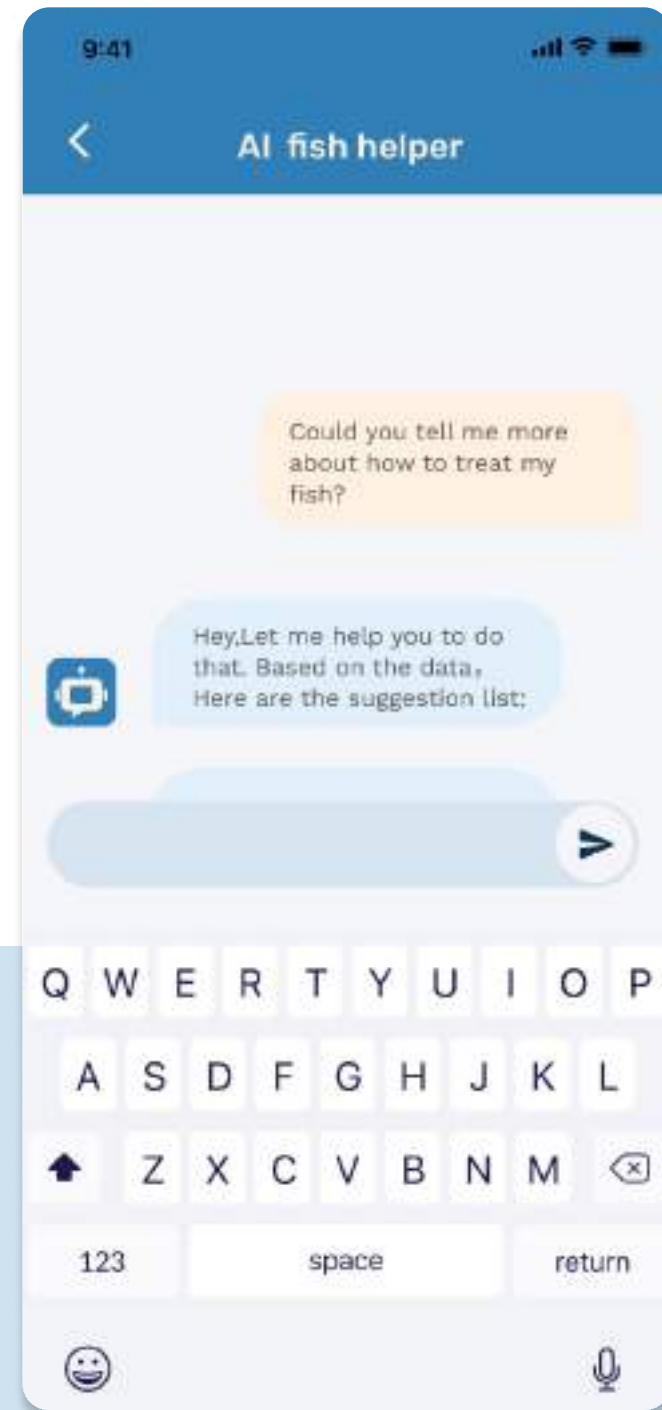 9:41
AI fish helper
Could you tell me more
about how to treat my
fish?
Hey,Let me help you to do
that. Based on the data，
Here are the suggestion list:
Q W E R T Y U I O P
A S D F G H J K L
Z X C V B N M
123 space return